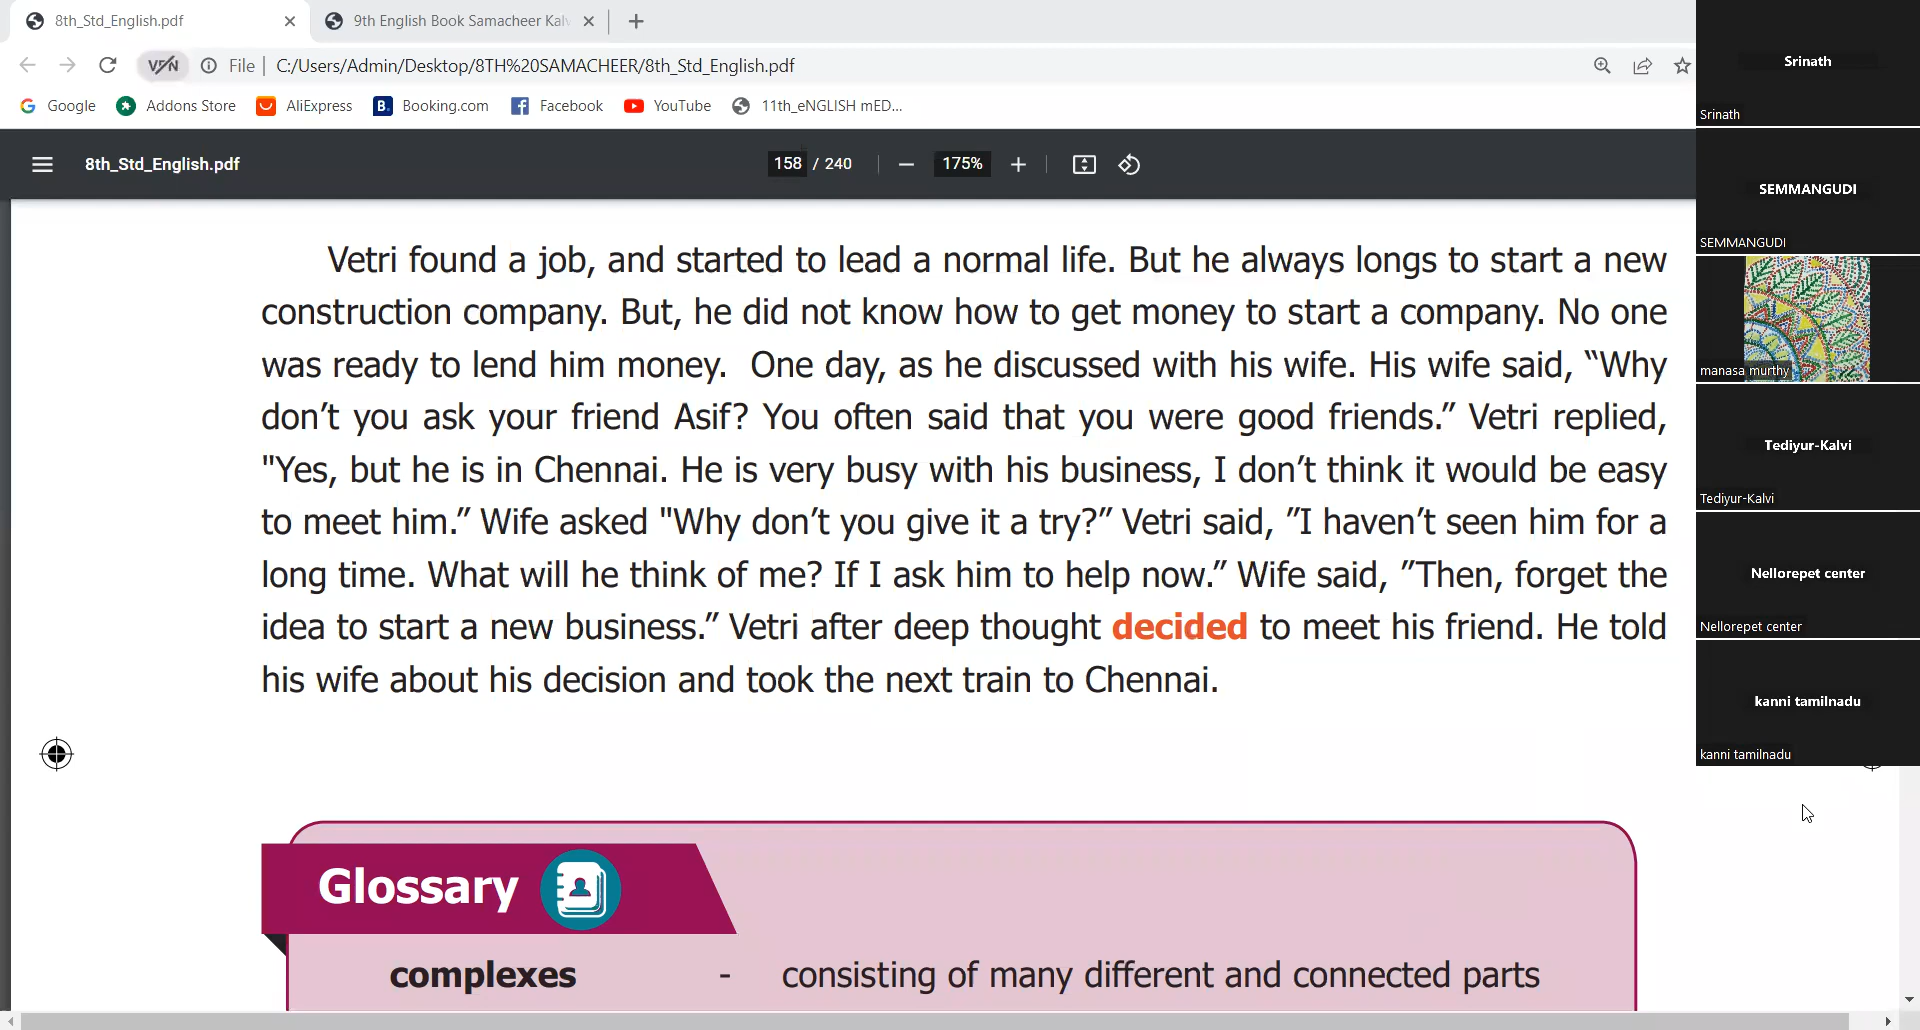 8th_Std_English.pdf
9th English Book Samacheer Kalv
VPN File C:/Users/Admin/Desktop/8TH%20SAMACHEER/8th_Std_English.pdf
Google Addons Store AliExpress Booking.com Facebook YouTube 11th_eNGLISH mED...
8th_Std_English.pdf 158 / 240 175%
Vetri found a job, and started to lead a normal life. But he always longs to start a new
construction company. But, he did not know how to get money to start a company. No one
was ready to lend him money. One day, as he discussed with his wife. His wife said, “Why
don’t you ask your friend Asif? You often said that you were good friends.” Vetri replied,
"Yes, but he is in Chennai. He is very busy with his business, I don’t think it would be easy
to meet him.” Wife asked "Why don’t you give it a try?” Vetri said, ”I haven’t seen him for a
long time. What will he think of me? If I ask him to help now.” Wife said, ”Then, forget the
idea to start a new business.” Vetri after deep thought decided to meet his friend. He told
his wife about his decision and took the next train to Chennai.
Glossary
complexes - consisting of many different and connected parts
Srinath
Srinath
SEMMANGUDI
SEMMANGUDI
manasa murthy
Tediyur-Kalvi
Tediyur-Kalvi
Nellorepet center
Nellorepet center
kanni tamilnadu
kanni tamilnadu